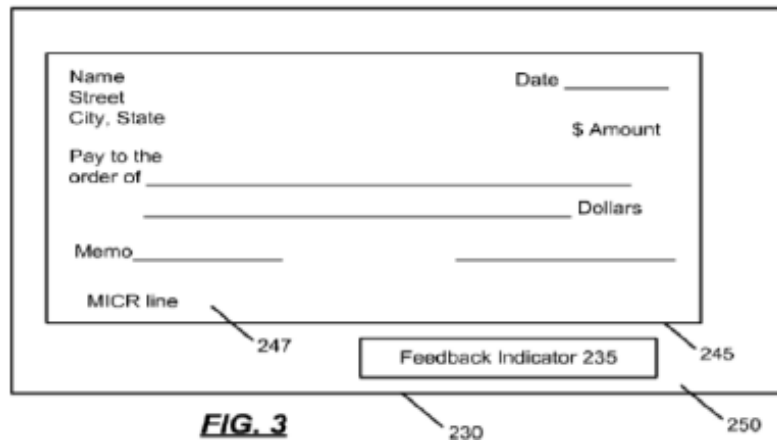 Name
Date
Street
City, State
$ Amount
Pay to the
order of
Dollars
Memo
MICR line
247
245
Feedback Indicator 235
250
230
FIG. 3